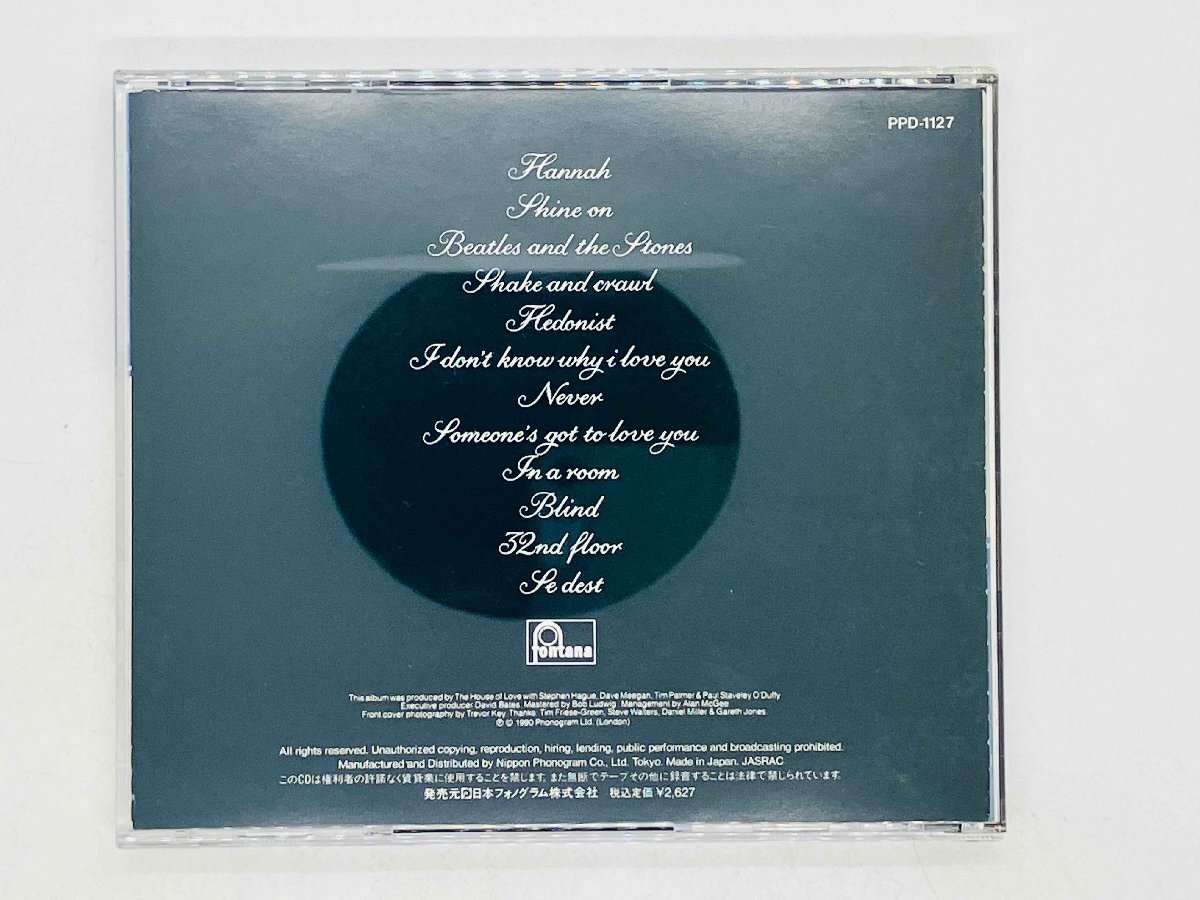 PPD-1127
Hannah
Shine on
Beatles and the Stones
Shake and crawl
Hedonist
I don't know why i love you
Never
Someone's got to love you
In a room
Blind
32nd floor
Se dest
fontana
This album was produced by The House of Love with Stephen Hague, Dave Meegan, Tim Palmer & Paul Staveley O'Duffy
Executive producer David Bates. Mastered by Bob Ludwig. Management by Alan McGee
Front cover photography by Trevor Key. Thanks: Tim Friese-Green, Steve Walters, Daniel Miller & Gareth Jones.
℗ © 1990 Phonogram Ltd. (London)
All rights reserved. Unauthorized copying, reproduction, hiring, lending, public performance and broadcasting prohibited.
Manufactured and Distributed by Nippon Phonogram Co., Ltd. Tokyo. Made in Japan. JASRAC
このCDは権利者の許諾なく賃貸業に使用することを禁じます。また無断でテープその他に録音することは法律で禁じられています。
発売元 日本フォノグラム株式会社 税込定価 ¥2,627